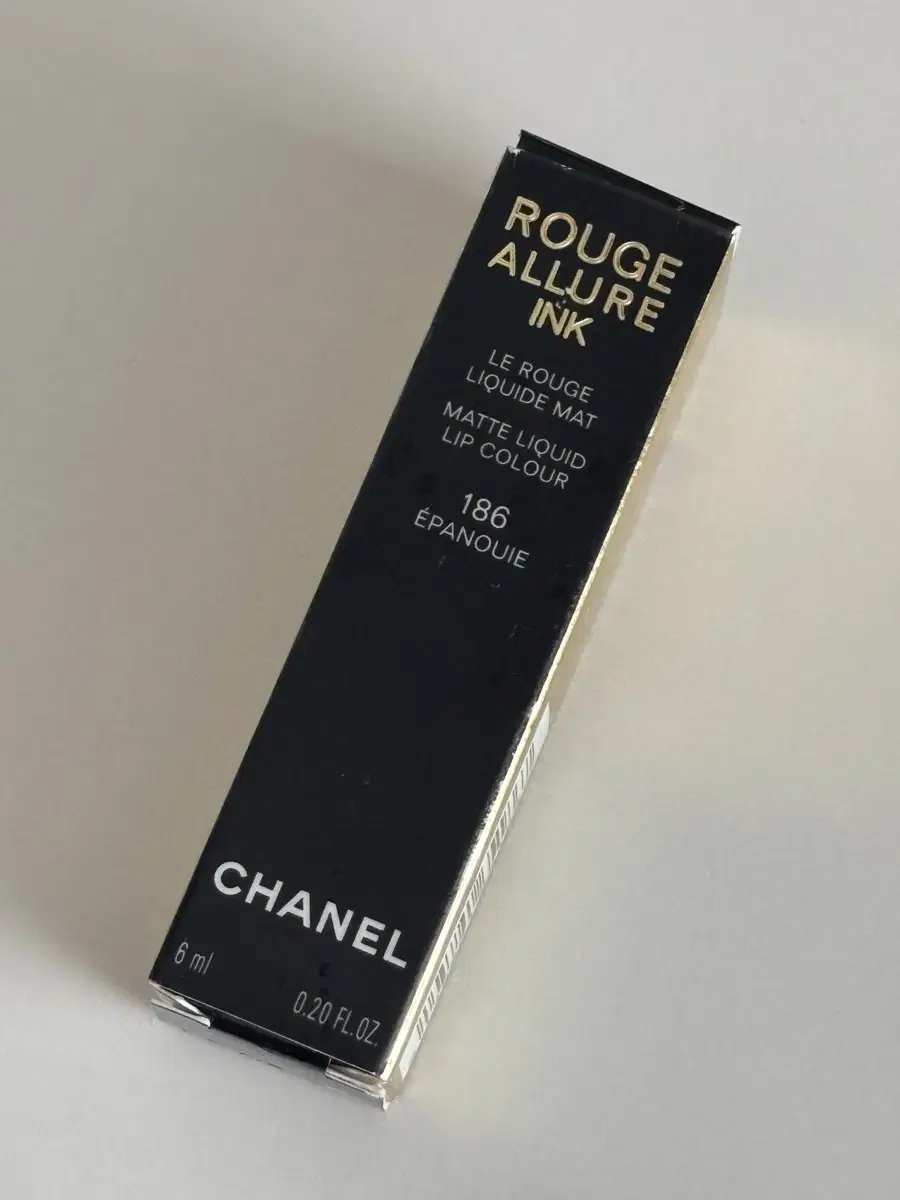 ROUGE
ALLURE
INK
LE ROUGE
LIQUIDE MAT
MATTE LIQUID
LIP COLOUR
186
ÉPANOUIE
CHANEL
6 ml
0.20 FL.OZ.